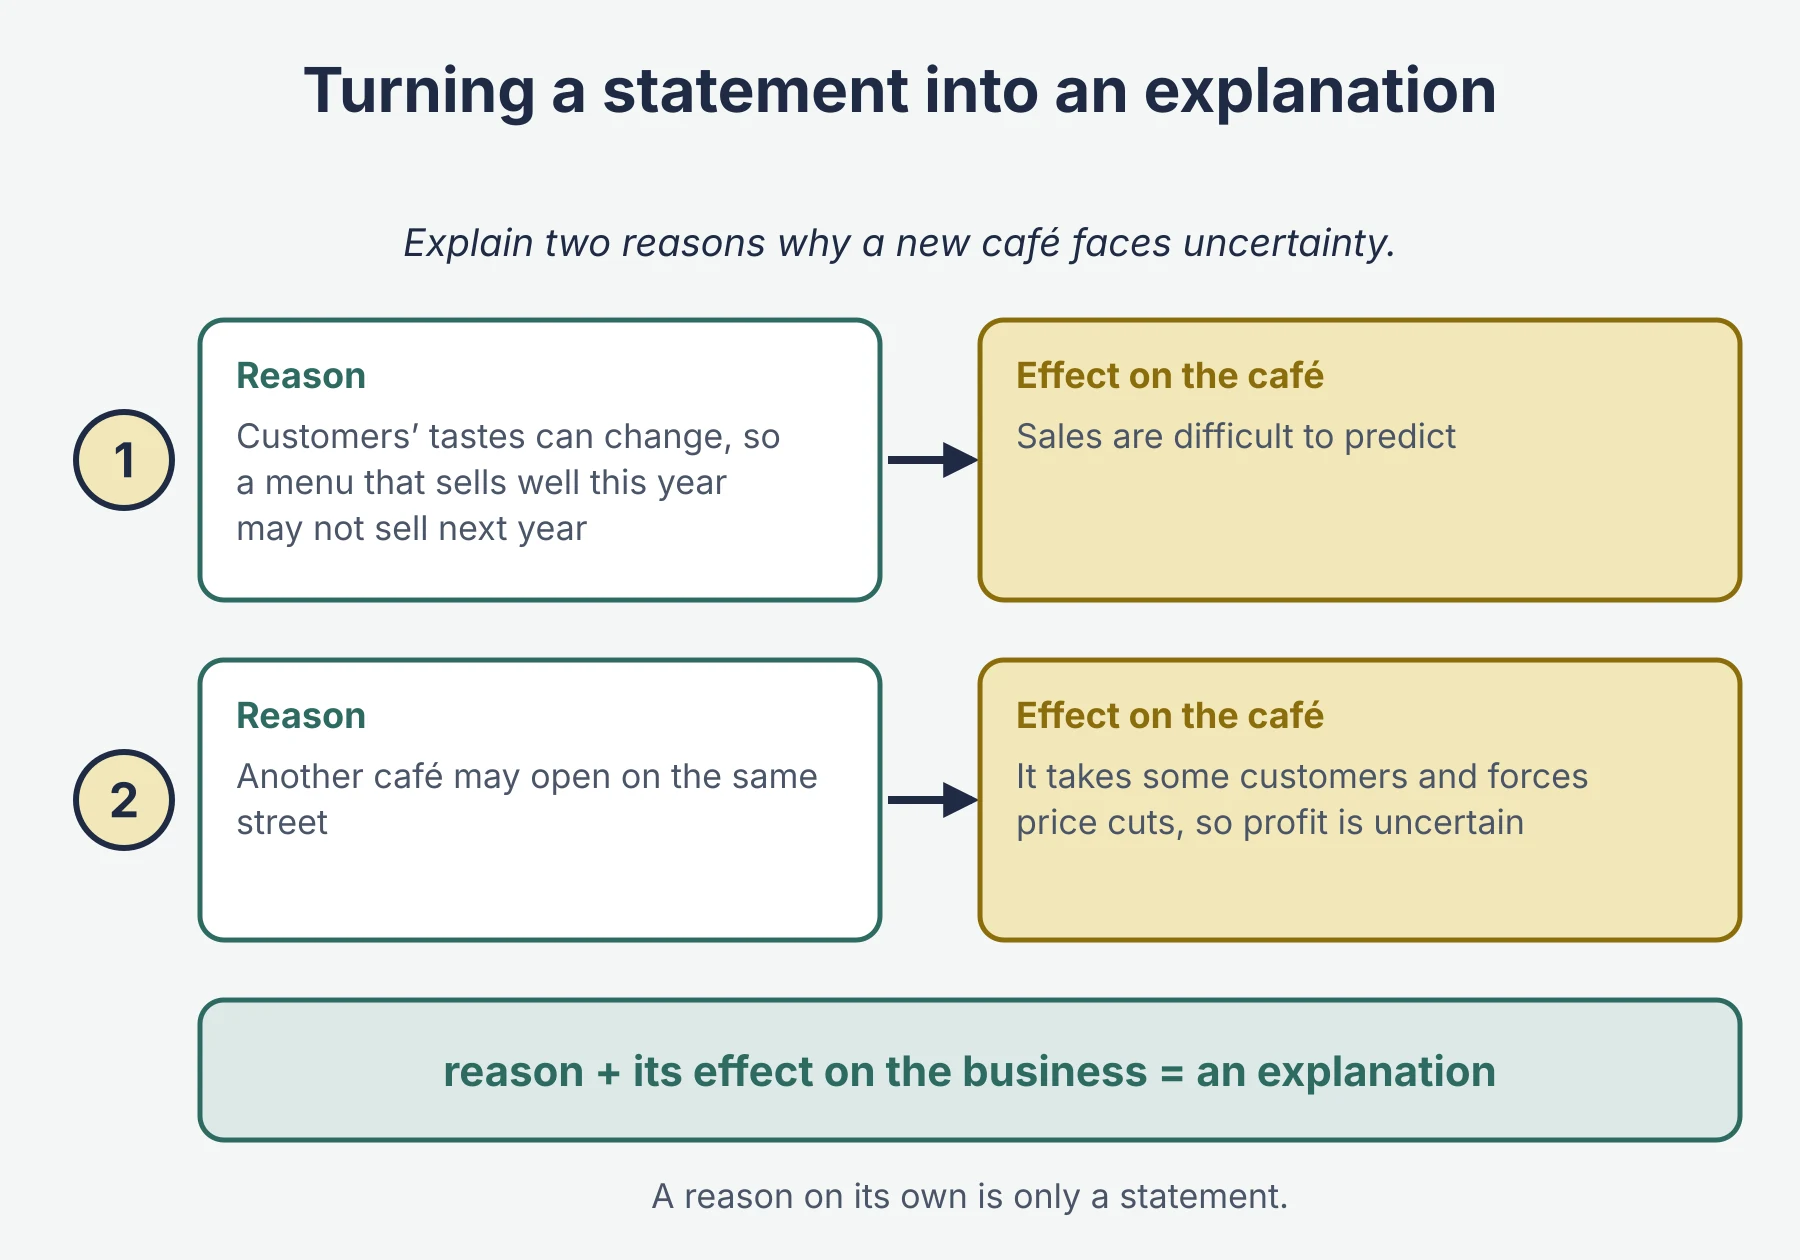 Turning a statement into an explanation
Explain two reasons why a new café faces uncertainty.
1
Reason
Customers’ tastes can change, so
a menu that sells well this year
may not sell next year
Effect on the café
Sales are difficult to predict
2
Reason
Another café may open on the same
street
Effect on the café
It takes some customers and forces
price cuts, so profit is uncertain
reason + its effect on the business = an explanation
A reason on its own is only a statement.